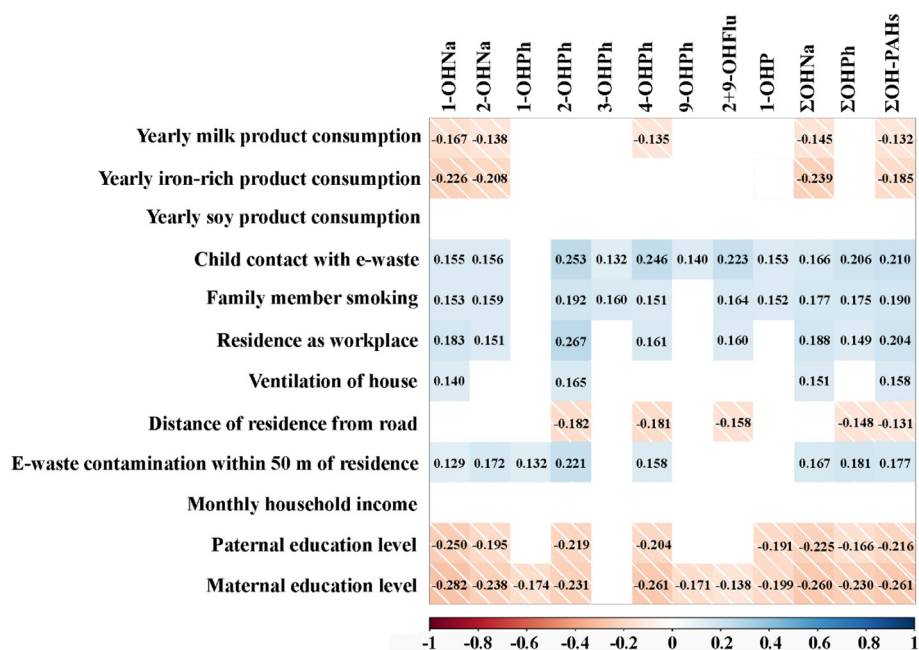 1-OHNa 2-OHNa 1-OHPh 2-OHPh 3-OHPh 4-OHPh 9-OHPh 2+9-OHFlu 1-OHP ΣOHNa ΣOHPh ΣOH-PAHs
Yearly milk product consumption -0.167 -0.138 -0.135 -0.145 -0.132
Yearly iron-rich product consumption -0.226 -0.208 -0.239 -0.185
Yearly soy product consumption
Child contact with e-waste 0.155 0.156 0.253 0.132 0.246 0.140 0.223 0.153 0.166 0.206 0.210
Family member smoking 0.153 0.159 0.192 0.160 0.151 0.164 0.152 0.177 0.175 0.190
Residence as workplace 0.183 0.151 0.267 0.161 0.160 0.188 0.149 0.204
Ventilation of house 0.140 0.165 0.151 0.158
Distance of residence from road -0.182 -0.181 -0.158 -0.148 -0.131
E-waste contamination within 50 m of residence 0.129 0.172 0.132 0.221 0.158 0.167 0.181 0.177
Monthly household income
Paternal education level -0.250 -0.195 -0.219 -0.204 -0.191 -0.225 -0.166 -0.216
Maternal education level -0.282 -0.238 -0.174 -0.231 -0.261 -0.171 -0.138 -0.199 -0.260 -0.230 -0.261
-1 -0.8 -0.6 -0.4 -0.2 0 0.2 0.4 0.6 0.8 1